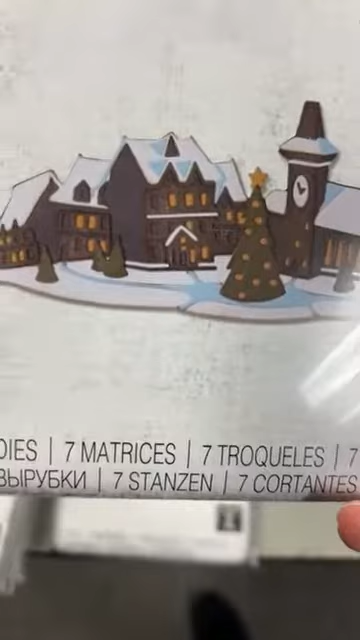 DIES | 7 MATRICES | 7 TROQUELES | 7
ВЫРУБКИ | 7 STANZEN | 7 CORTANTES